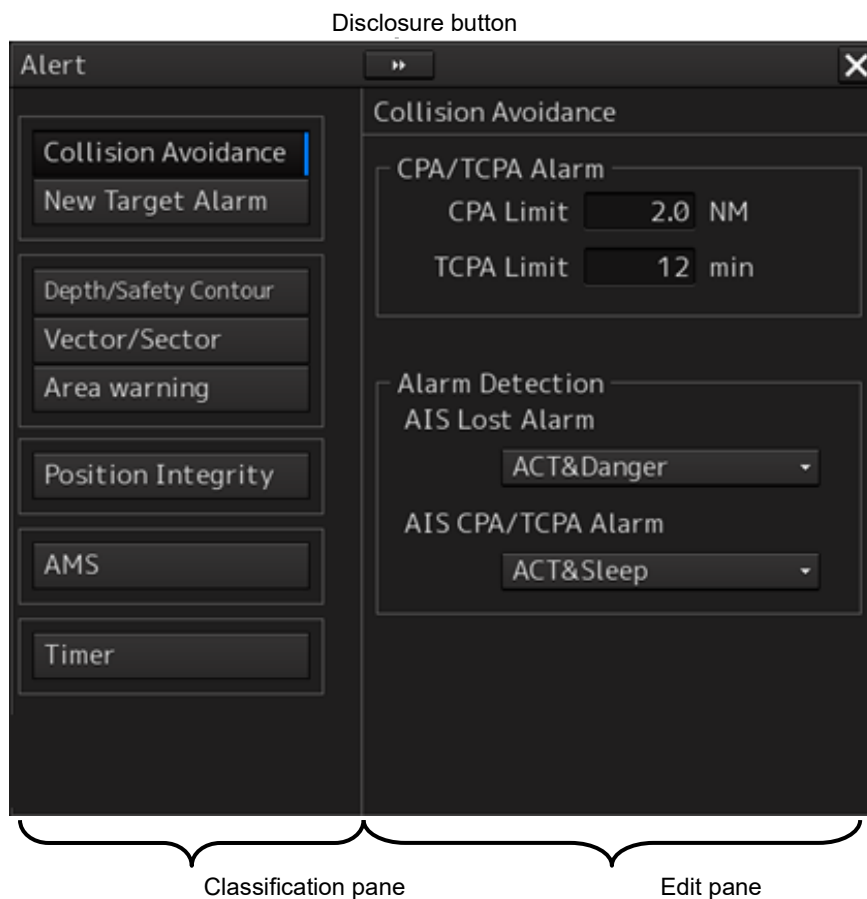 Disclosure button
Alert
Collision Avoidance
New Target Alarm
Depth/Safety Contour
Vector/Sector
Area warning
Position Integrity
AMS
Timer
Collision Avoidance
CPA/TCPA Alarm
CPA Limit 2.0 NM
TCPA Limit 12 min
Alarm Detection
AIS Lost Alarm
ACT&Danger
AIS CPA/TCPA Alarm
ACT&Sleep
Classification pane
Edit pane